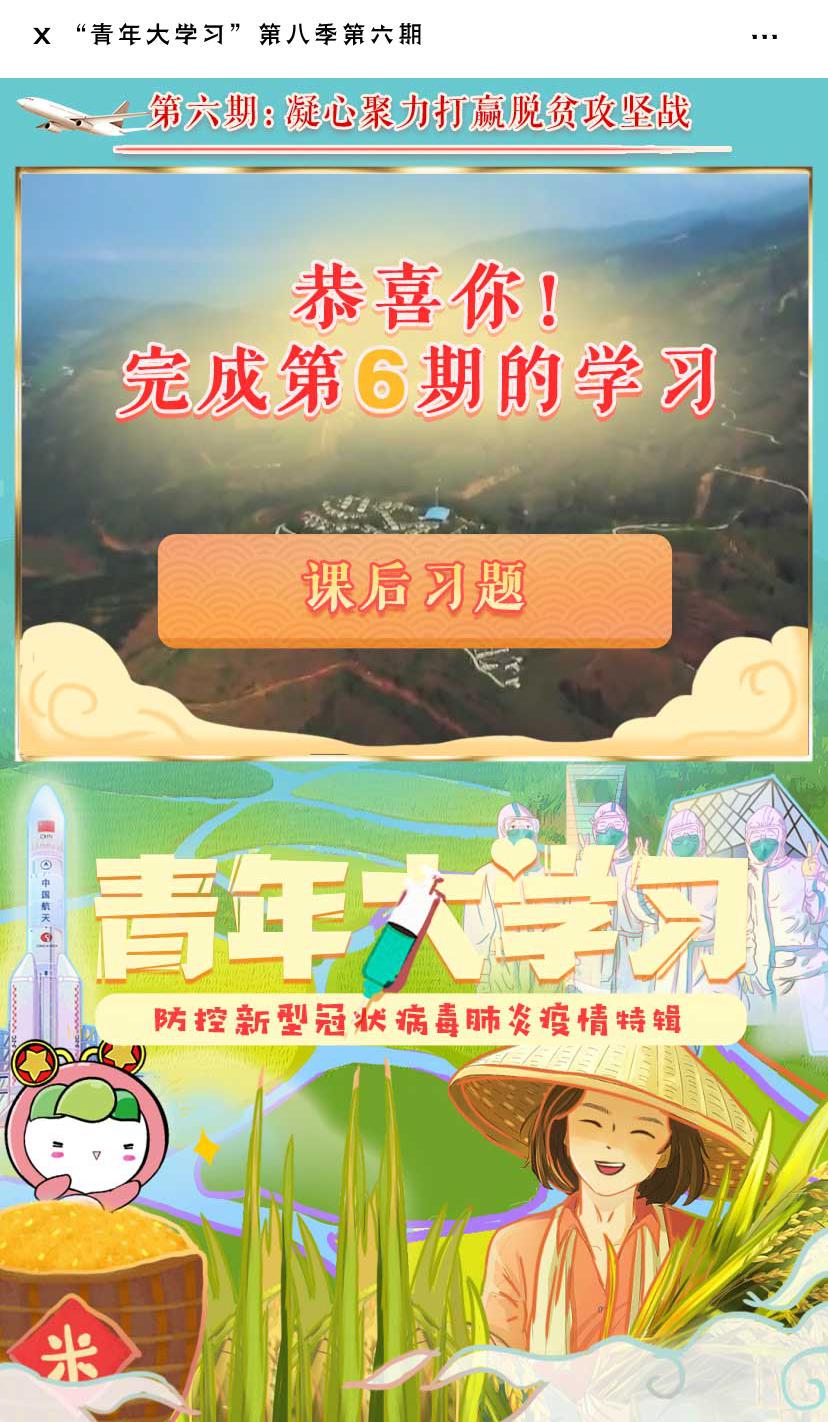 X “青年大学习”第八季第六期 ...
第六期：凝心聚力打赢脱贫攻坚战
恭喜你！
完成第6期的学习
课后习题
CHN
中国航天
青年大学习
防控新型冠状病毒肺炎疫情特辑
米